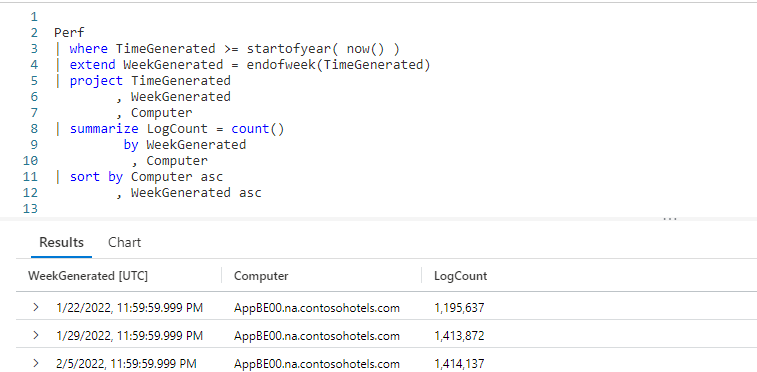 1
2 Perf
3 | where TimeGenerated >= startofyear( now() )
4 | extend WeekGenerated = endofweek(TimeGenerated)
5 | project TimeGenerated
6 , WeekGenerated
7 , Computer
8 | summarize LogCount = count()
9 by WeekGenerated
10 , Computer
11 | sort by Computer asc
12 , WeekGenerated asc
13
...
Results Chart
WeekGenerated [UTC] Computer LogCount
> 1/22/2022, 11:59:59.999 PM AppBE00.na.contosohotels.com 1,195,637
> 1/29/2022, 11:59:59.999 PM AppBE00.na.contosohotels.com 1,413,872
> 2/5/2022, 11:59:59.999 PM AppBE00.na.contosohotels.com 1,414,137